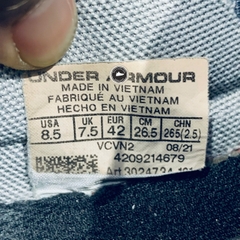 UNDER ARMOUR
MADE IN VIETNAM
FABRIQUÉ AU VIETNAM
HECHO EN VIETNAM
USA UK EUR CM CHN
8.5 7.5 42 26.5 265(2.5)
VCVN2 08/21
4209214679
Art 3024734